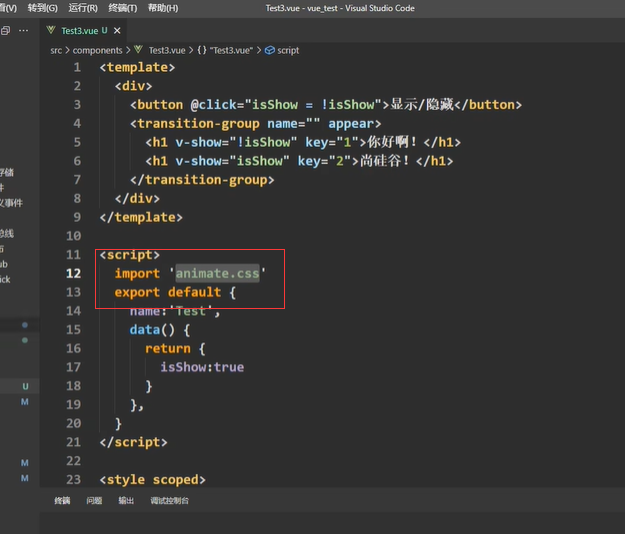 看(V) 转到(G) 运行(R) 终端(T) 帮助(H) Test3.vue - vue_test - Visual Studio Code
Test3.vue U ×
src > components > Test3.vue > {} "Test3.vue" > script
1 <template>
2 <div>
3 <button @click="isShow = !isShow">显示/隐藏</button>
4 <transition-group name="" appear>
5 <h1 v-show="!isShow" key="1">你好啊！</h1>
6 <h1 v-show="isShow" key="2">尚硅谷！</h1>
7 </transition-group>
8 </div>
9 </template>
10
11 <script>
12 import 'animate.css'
13 export default {
14 name:'Test',
15 data() {
16 return {
17 isShow:true
18 }
19 },
20 }
21 </script>
22
23 <style scoped>
存储
件
义事件
总线
布
ub
ick
U
M
M
M
终端 问题 输出 调试控制台